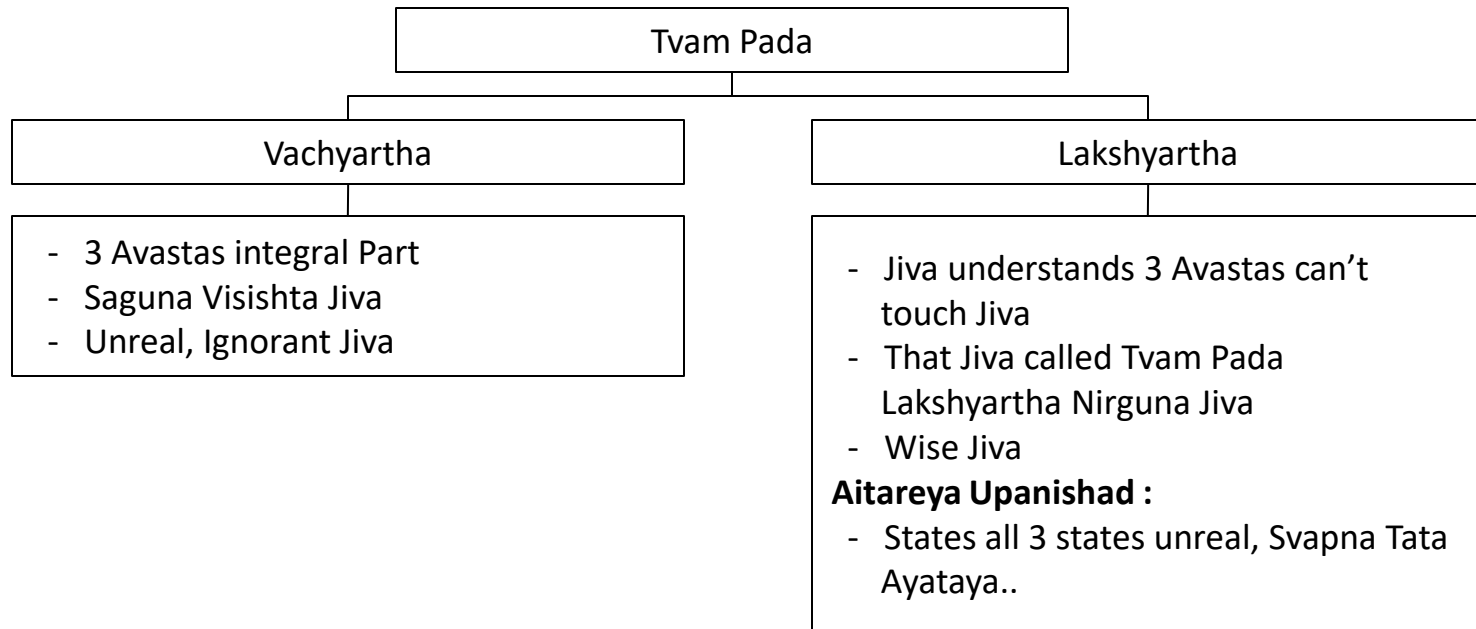 Tvam Pada
Vachyartha
Lakshyartha
- 3 Avastas integral Part
- Saguna Visishta Jiva
- Unreal, Ignorant Jiva
- Jiva understands 3 Avastas can’t
touch Jiva
- That Jiva called Tvam Pada
Lakshyartha Nirguna Jiva
- Wise Jiva
Aitareya Upanishad :
- States all 3 states unreal, Svapna Tata
Ayataya..